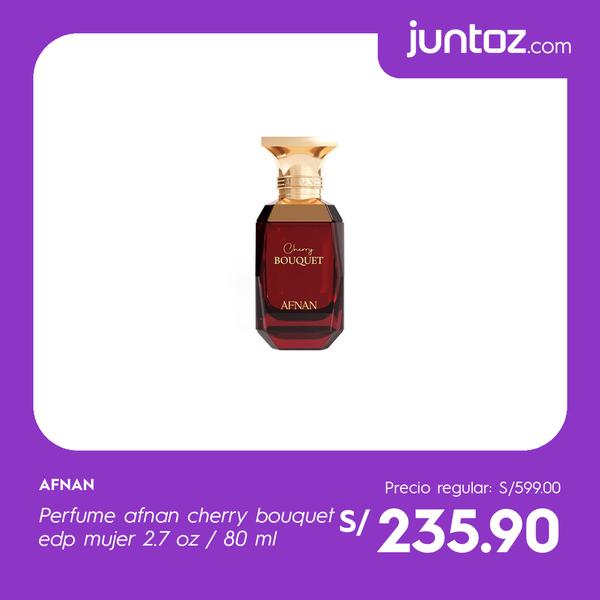 juntoz.com
Cherry
BOUQUET
AFNAN
AFNAN
Precio regular: S/599.00
Perfume afnan cherry bouquet
edp mujer 2.7 oz / 80 ml
S/ 235.90